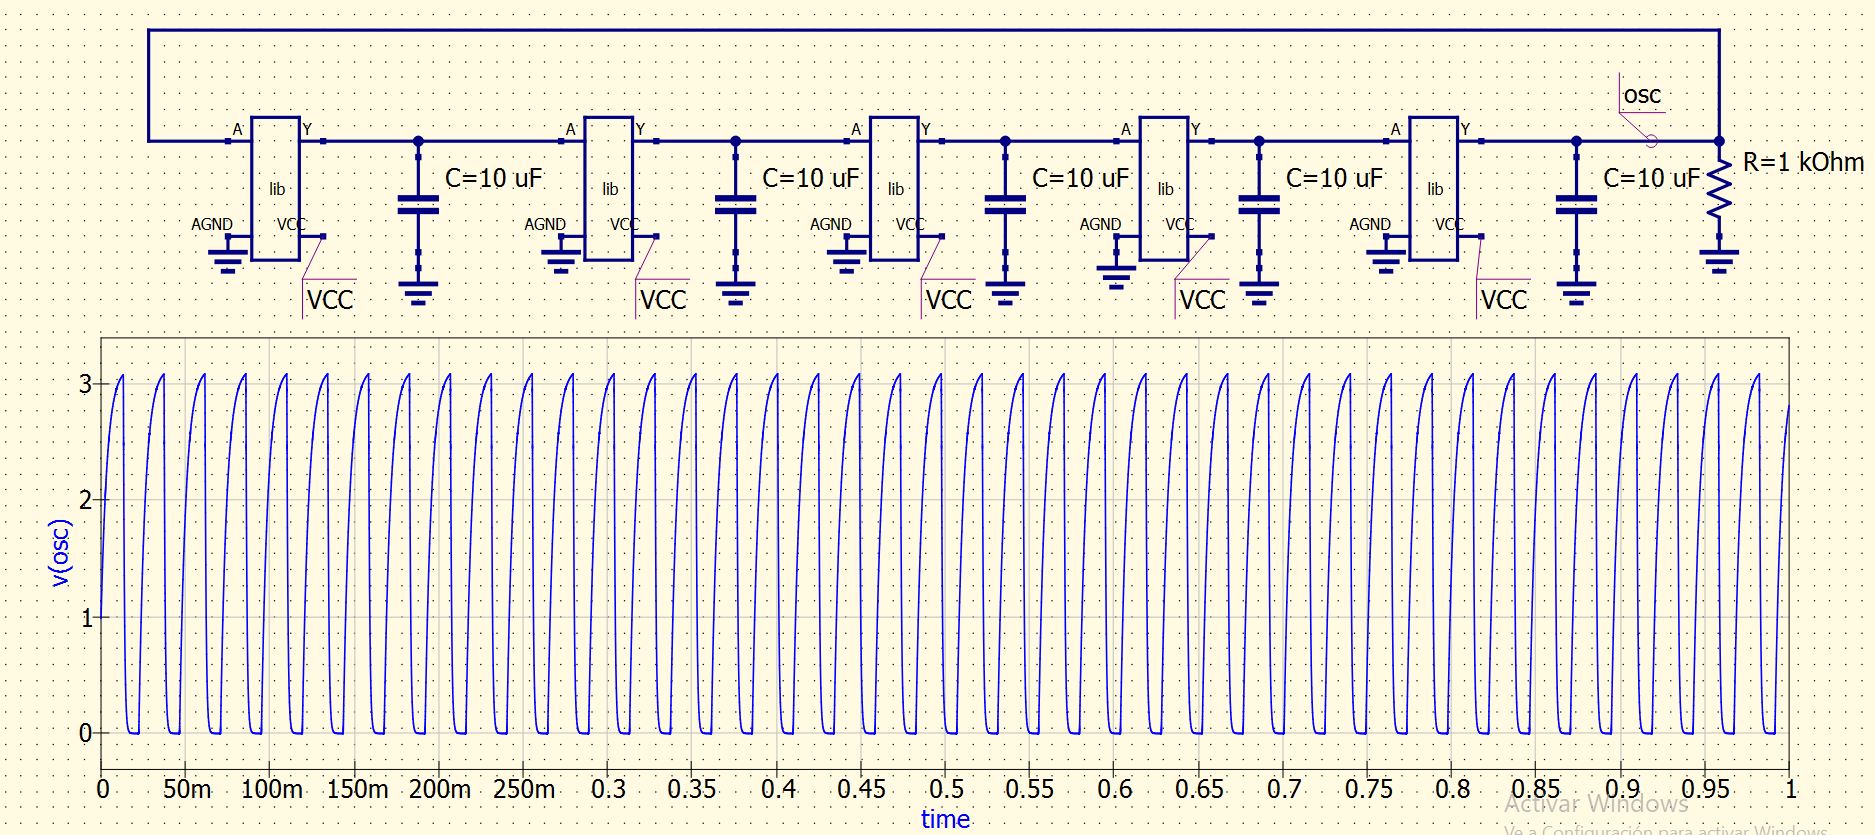 osc
A Y A Y A Y A Y A Y
R=1 kOhm
C=10 uF C=10 uF C=10 uF C=10 uF C=10 uF
lib lib lib lib lib
AGND VCC AGND VCC AGND VCC AGND VCC AGND VCC
VCC VCC VCC VCC VCC
3
2
1
0
v(osc)
0 50m 100m 150m 200m 250m 0.3 0.35 0.4 0.45 0.5 0.55 0.6 0.65 0.7 0.75 0.8 0.85 0.9 0.95 1
time
Activar Windows
Ve a Configuración para activar Windows